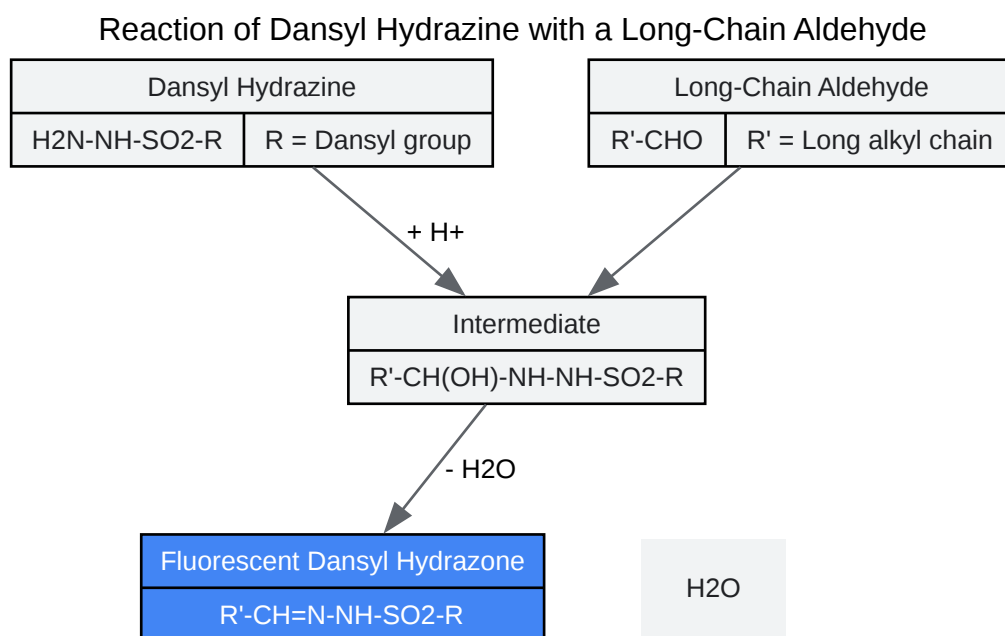 Reaction of Dansyl Hydrazine with a Long-Chain Aldehyde
Dansyl Hydrazine
H2N-NH-SO2-R
R = Dansyl group
Long-Chain Aldehyde
R'-CHO
R' = Long alkyl chain
+ H+
Intermediate
R'-CH(OH)-NH-NH-SO2-R
- H2O
Fluorescent Dansyl Hydrazone
R'-CH=N-NH-SO2-R
H2O